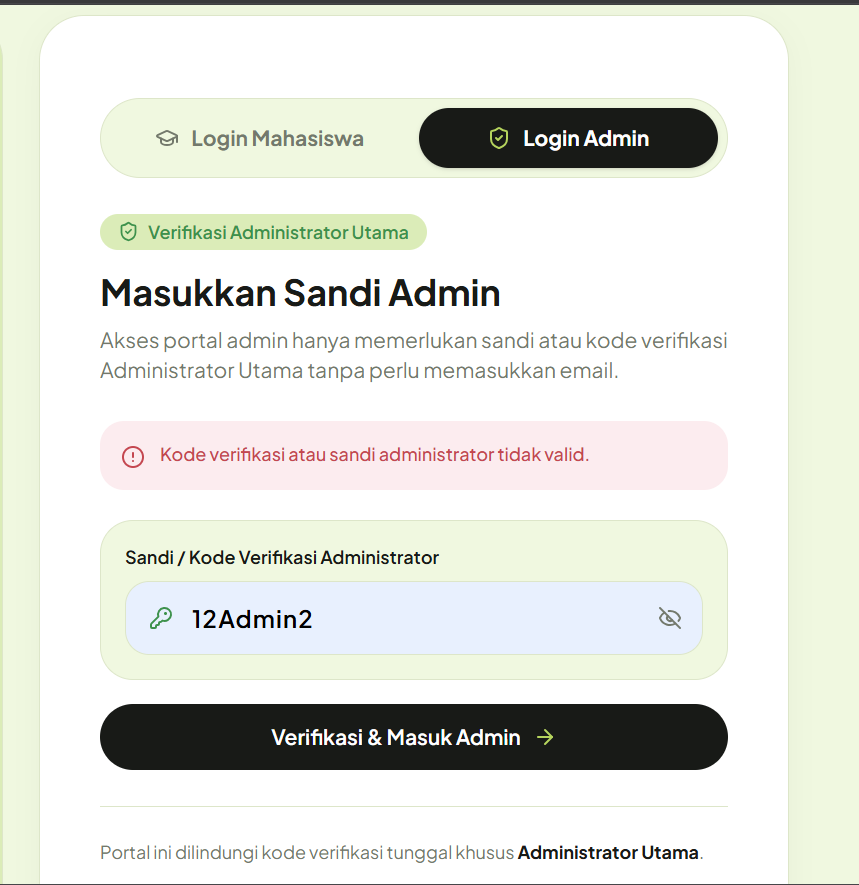 Login Mahasiswa
Login Admin
Verifikasi Administrator Utama
Masukkan Sandi Admin
Akses portal admin hanya memerlukan sandi atau kode verifikasi
Administrator Utama tanpa perlu memasukkan email.
Kode verifikasi atau sandi administrator tidak valid.
Sandi / Kode Verifikasi Administrator
12Admin2
Verifikasi & Masuk Admin
Portal ini dilindungi kode verifikasi tunggal khusus Administrator Utama.